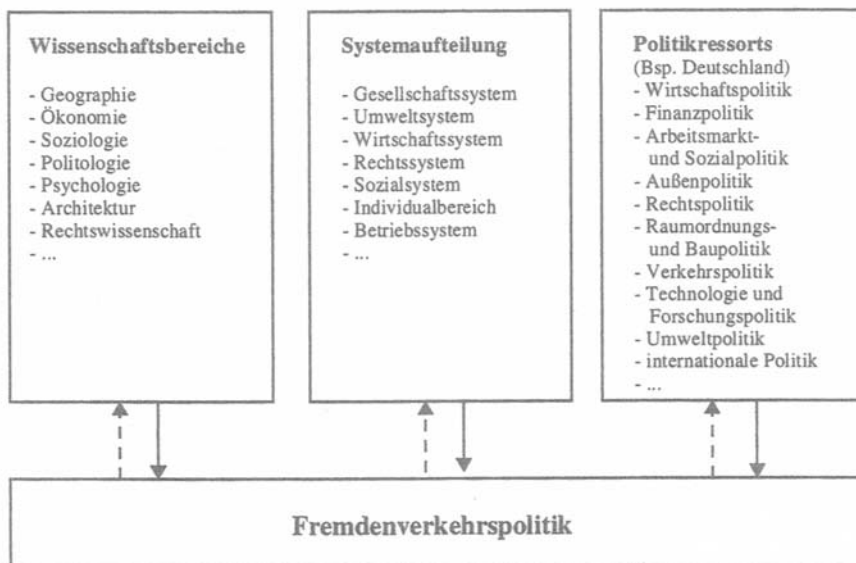 Wissenschaftsbereiche
- Geographie
- Ökonomie
- Soziologie
- Politologie
- Psychologie
- Architektur
- Rechtswissenschaft
- ...
Systemaufteilung
- Gesellschaftssystem
- Umweltsystem
- Wirtschaftssystem
- Rechtssystem
- Sozialsystem
- Individualbereich
- Betriebssystem
- ...
Politikressorts
(Bsp. Deutschland)
- Wirtschaftspolitik
- Finanzpolitik
- Arbeitsmarkt-
und Sozialpolitik
- Außenpolitik
- Rechtspolitik
- Raumordnungs-
und Baupolitik
- Verkehrspolitik
- Technologie und
Forschungspolitik
- Umweltpolitik
- internationale Politik
- ...
Fremdenverkehrspolitik